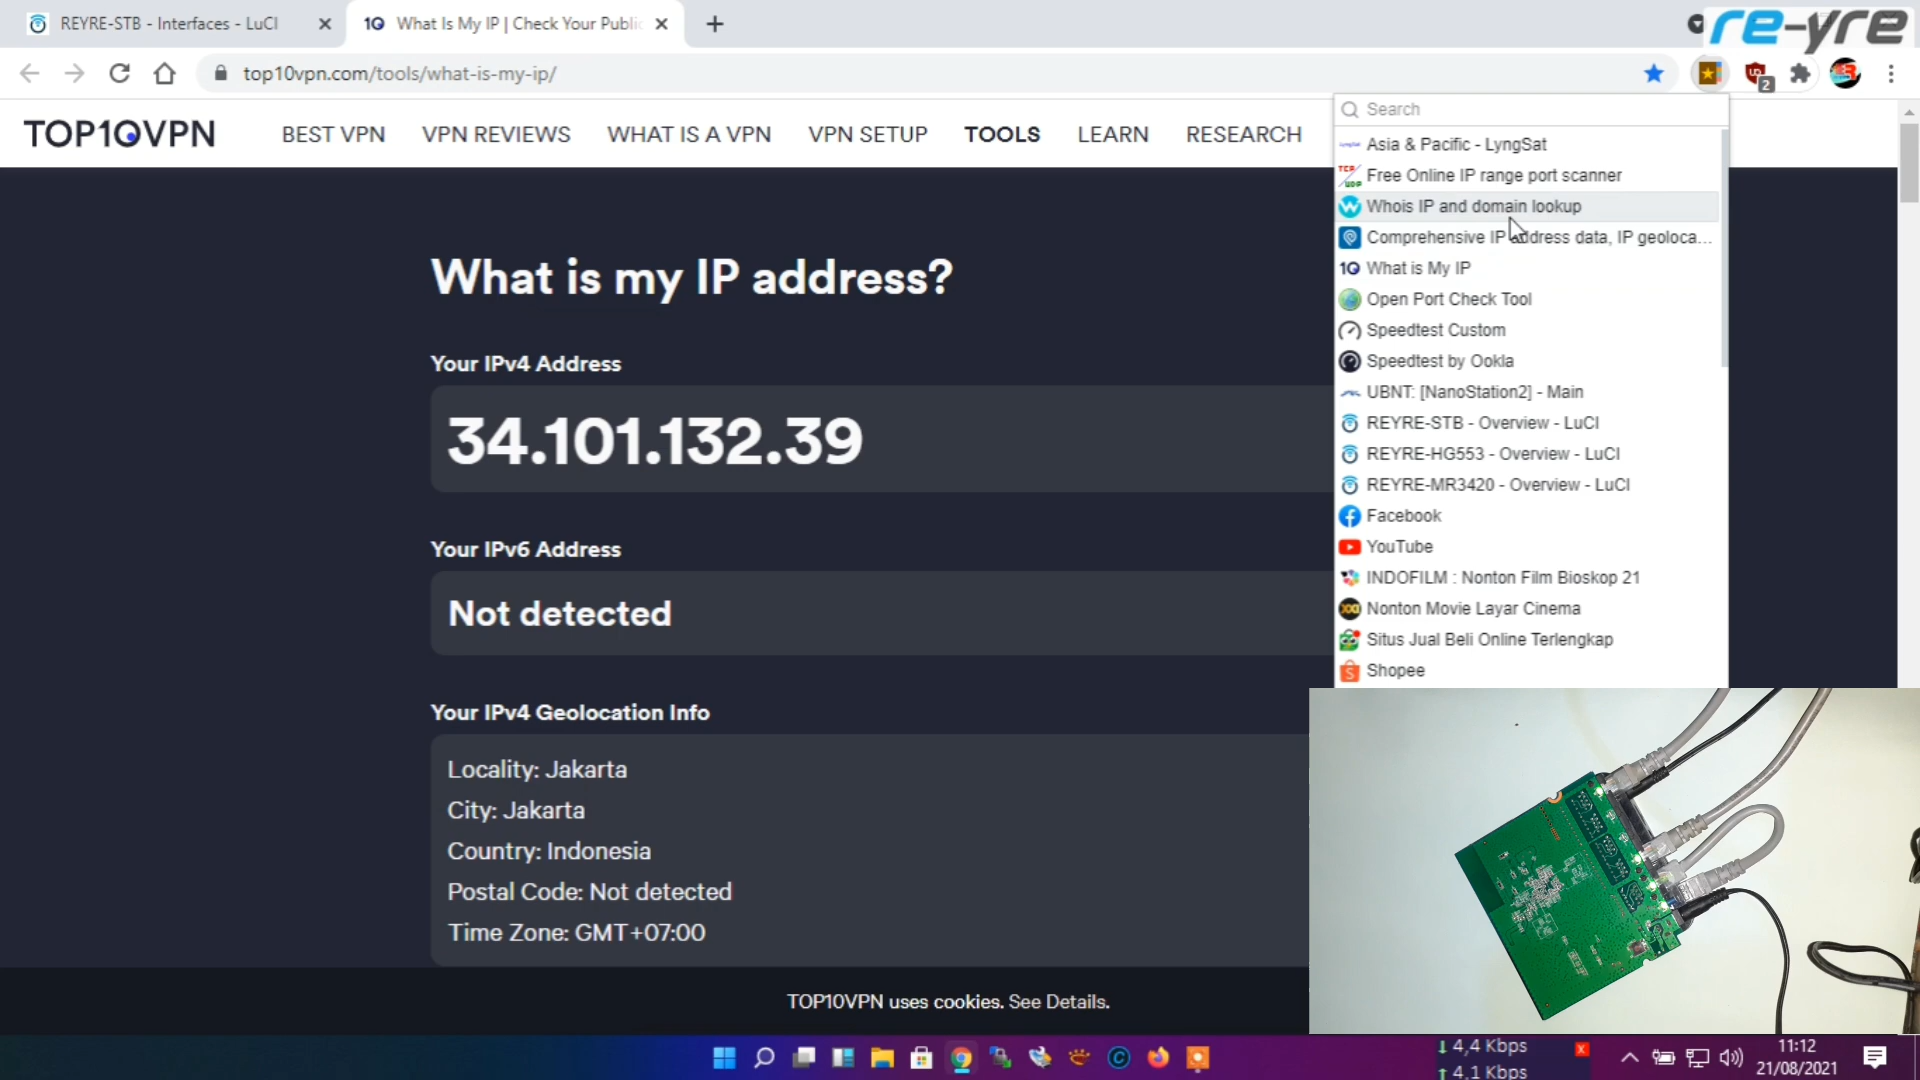 REYRE-STB - Interfaces - LuCI
1Q What Is My IP | Check Your Public
re-yre
top10vpn.com/tools/what-is-my-ip/
2
Search
TOP10VPN
BEST VPN
VPN REVIEWS
WHAT IS A VPN
VPN SETUP
TOOLS
LEARN
RESEARCH
Asia & Pacific - LyngSat
Free Online IP range port scanner
Whois IP and domain lookup
Comprehensive IP address data, IP geoloca...
1Q What is My IP
Open Port Check Tool
Speedtest Custom
Speedtest by Ookla
UBNT: [NanoStation2] - Main
REYRE-STB - Overview - LuCI
REYRE-HG553 - Overview - LuCI
REYRE-MR3420 - Overview - LuCI
Facebook
YouTube
INDOFILM : Nonton Film Bioskop 21
Nonton Movie Layar Cinema
Situs Jual Beli Online Terlengkap
Shopee
What is my IP address?
Your IPv4 Address
34.101.132.39
Your IPv6 Address
Not detected
Your IPv4 Geolocation Info
Locality: Jakarta
City: Jakarta
Country: Indonesia
Postal Code: Not detected
Time Zone: GMT+07:00
TOP10VPN uses cookies. See Details.
4,4 Kbps
4,1 Kbps
11:12
21/08/2021